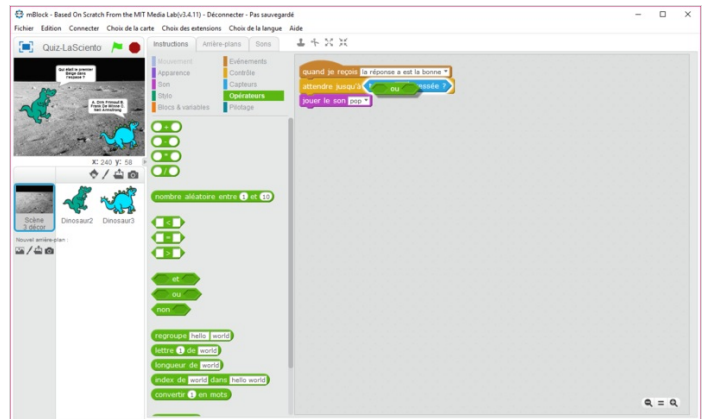 mBlock - Based On Scratch From the MIT Media Lab(v3.4.11) - Déconnecter - Pas sauvegardé
Fichier Edition Connecter Choix de la carte Choix des extensions Choix de la langue Aide
Quiz-LaSciento
Qui était le premier
Belge dans
l'espace ?
A. Dirk Frimout B.
Frank De Winne C.
Neil Armstrong
x: 240 y: 58
Scène
3 décor
Dinosaur2
Dinosaur3
Nouvel arrière-plan :
Instructions Arrière-plans Sons
Mouvement Evénements
Apparence Contrôle
Son Capteurs
Stylo Opérateurs
Blocs & variables Pilotage
+
-
*
/
nombre aléatoire entre 1 et 10
<
=
>
et
ou
non
regroupe hello world
lettre 1 de world
longueur de world
index de world dans hello world
convertir 1 en mots
quand je reçois la réponse a est la bonne
attendre jusqu'à ou essée ?
jouer le son pop